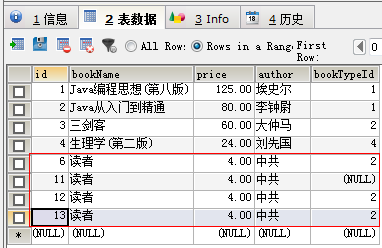 1 信息 2 表数据 3 Info 4 历史
All Row: Rows in a Rang First Row: 0
id bookName price author bookTypeId
1 Java编程思想(第八版) 125.00 埃史尔 1
2 Java从入门到精通 80.00 李钟尉 1
3 三剑客 60.00 大仲马 2
4 生理学(第二版) 24.00 刘先国 4
6 读者 4.00 中共 2
11 读者 4.00 中共 (NULL)
12 读者 4.00 中共 2
13 读者 4.00 中共 2
* (NULL) (NULL) (NULL) (NULL) (NULL)